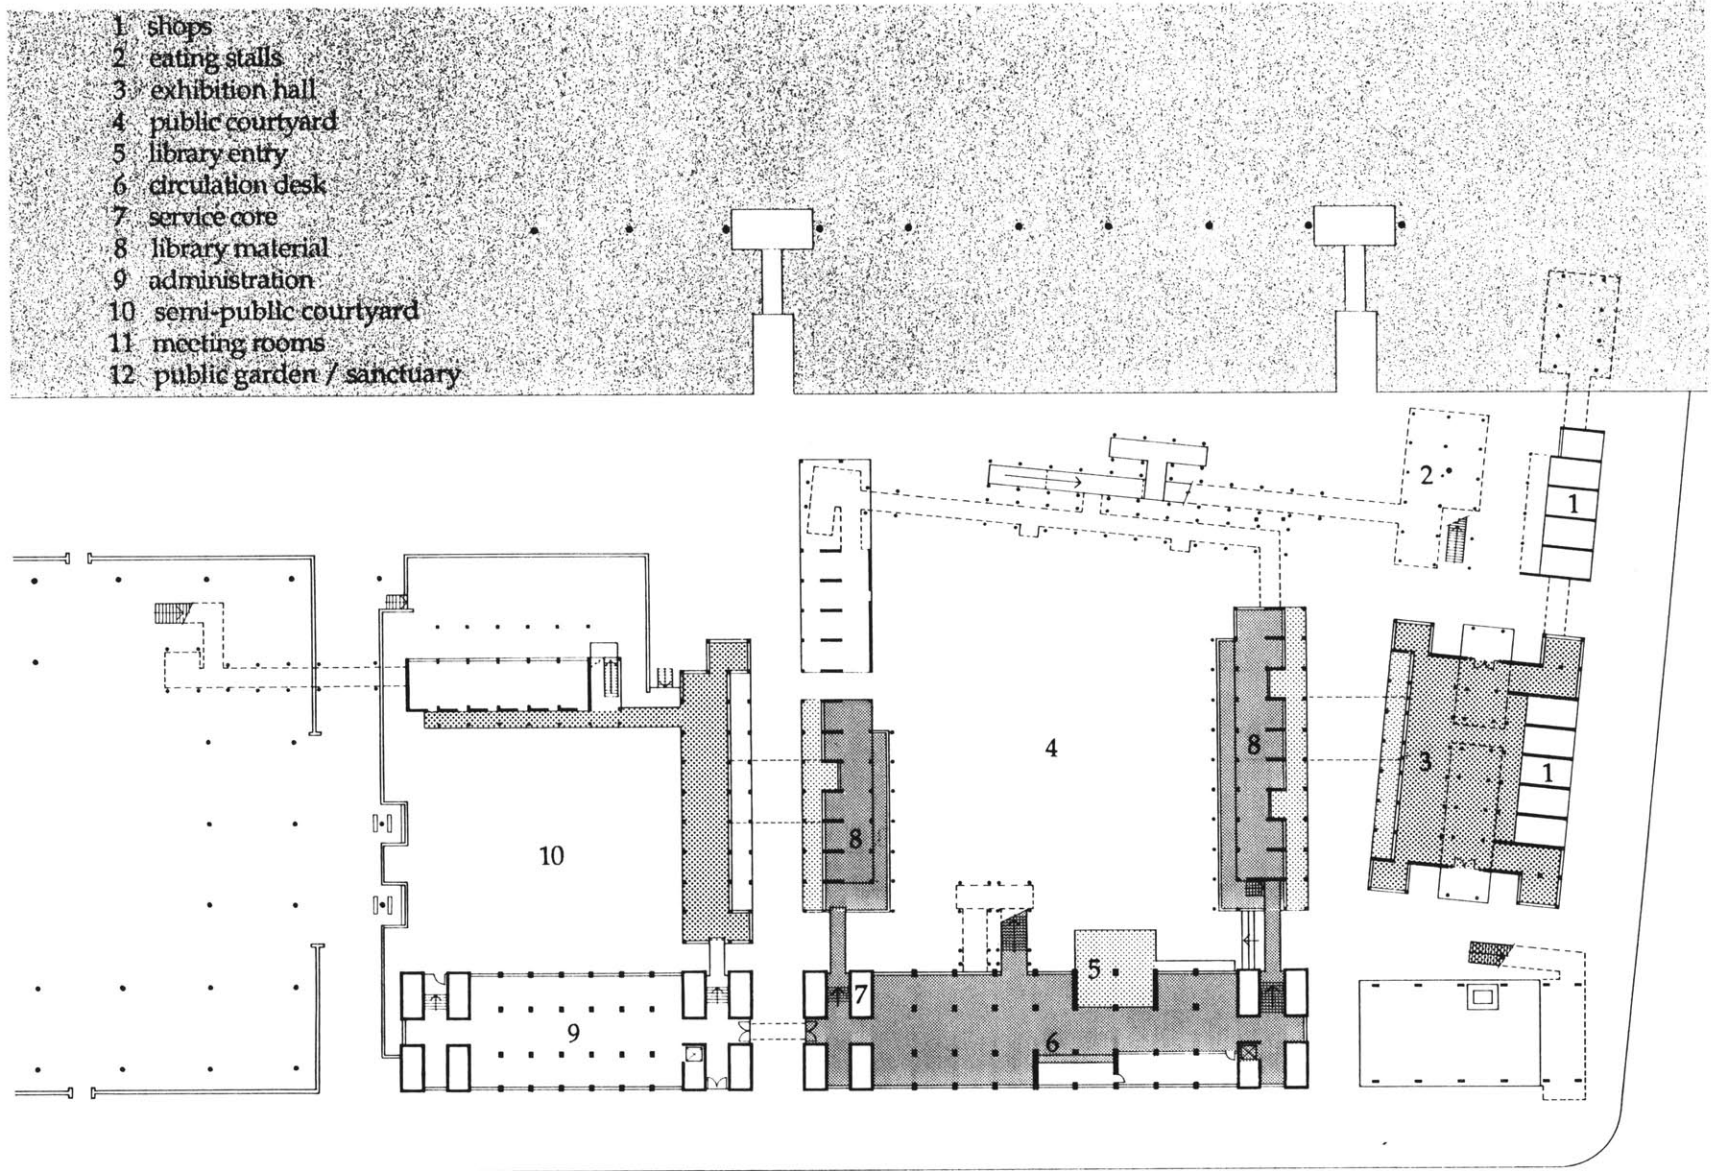 1 shops
2 eating stalls
3 exhibition hall
4 public courtyard
5 library entry
6 circulation desk
7 service core
8 library material
9 administration
10 semi-public courtyard
11 meeting rooms
12 public garden / sanctuary
2
1
4
8
3
1
10
8
5
7
9
6